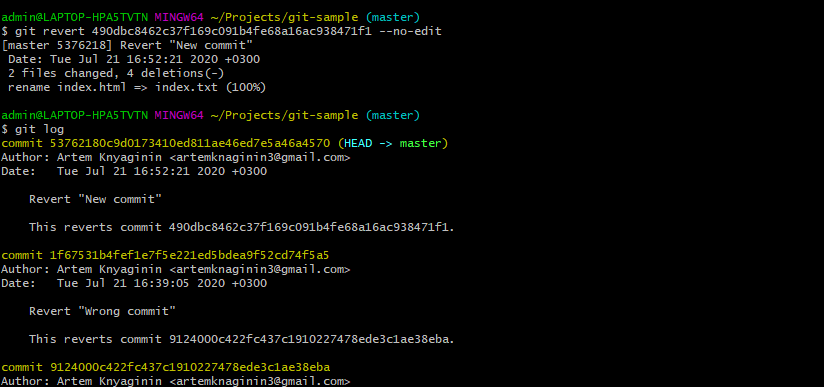 admin@LAPTOP-HPA5TVTN MINGW64 ~/Projects/git-sample (master)
$ git revert 490dbc8462c37f169c091b4fe68a16ac938471f1 --no-edit
[master 5376218] Revert "New commit"
 Date: Tue Jul 21 16:52:21 2020 +0300
 2 files changed, 4 deletions(-)
 rename index.html => index.txt (100%)

admin@LAPTOP-HPA5TVTN MINGW64 ~/Projects/git-sample (master)
$ git log
commit 53762180c9d0173410ed811ae46ed7e5a46a4570 (HEAD -> master)
Author: Artem Knyaginin <artemknaginin3@gmail.com>
Date:   Tue Jul 21 16:52:21 2020 +0300

    Revert "New commit"

    This reverts commit 490dbc8462c37f169c091b4fe68a16ac938471f1.

commit 1f67531b4fef1e7f5e221ed5bdea9f52cd74f5a5
Author: Artem Knyaginin <artemknaginin3@gmail.com>
Date:   Tue Jul 21 16:39:05 2020 +0300

    Revert "Wrong commit"

    This reverts commit 9124000c422fc437c1910227478ede3c1ae38eba.

commit 9124000c422fc437c1910227478ede3c1ae38eba
Author: Artem Knyaginin <artemknaginin3@gmail.com>